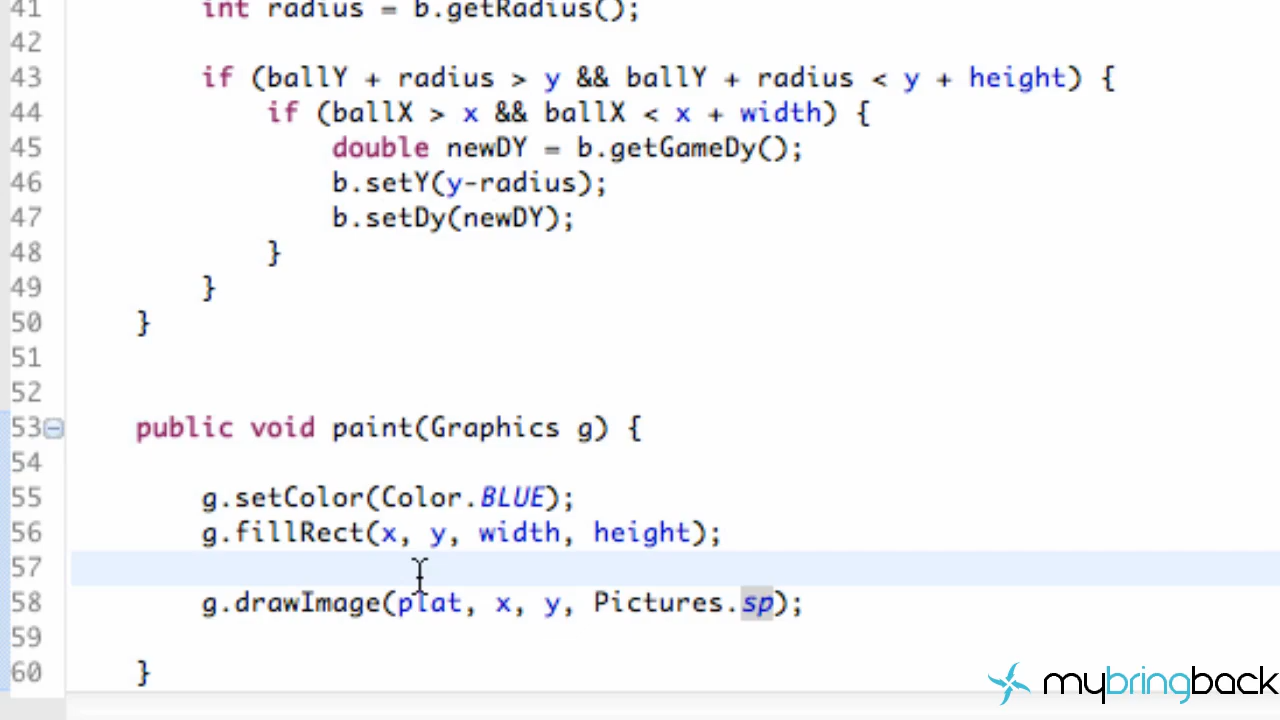 41 int radius = b.getRadius();
42
43 if (ballY + radius > y && ballY + radius < y + height) {
44 if (ballX > x && ballX < x + width) {
45 double newDY = b.getGameDy();
46 b.setY(y-radius);
47 b.setDy(newDY);
48 }
49 }
50 }
51
52
53 public void paint(Graphics g) {
54
55 g.setColor(Color.BLUE);
56 g.fillRect(x, y, width, height);
57
58 g.drawImage(plat, x, y, Pictures.sp);
59
60 }
mybringback